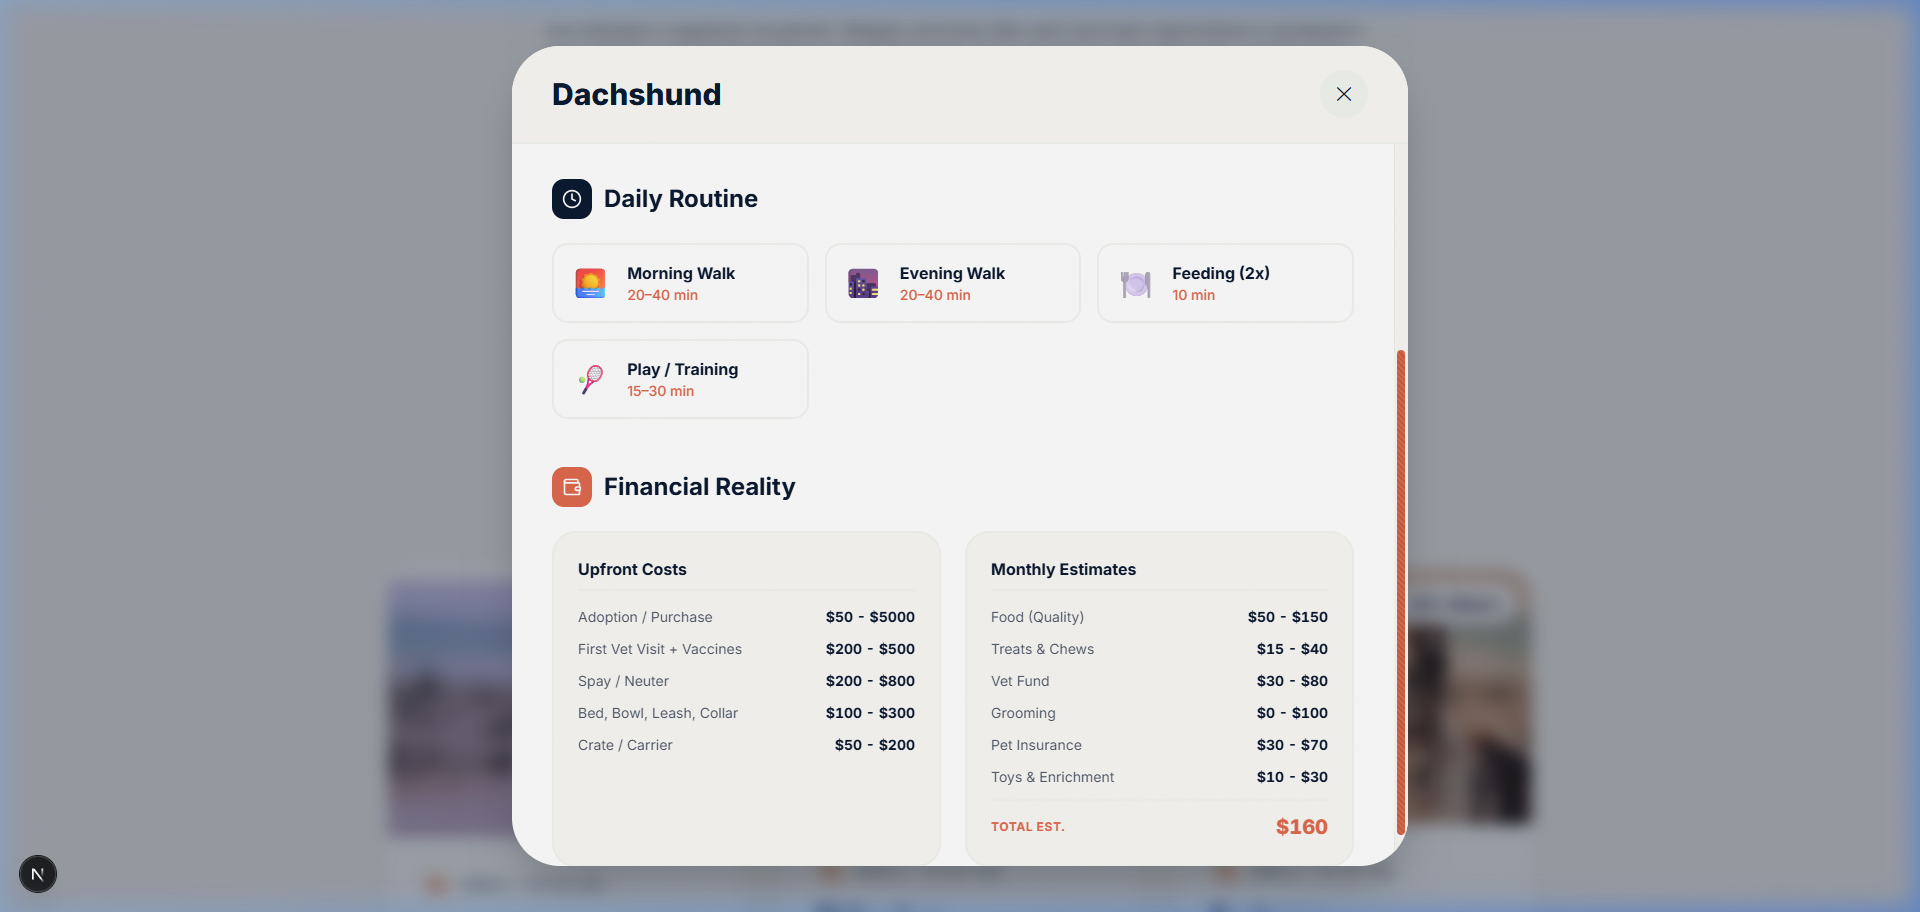 Dachshund
Daily Routine
Morning Walk
20–40 min
Evening Walk
20–40 min
Feeding (2x)
10 min
Play / Training
15–30 min
Financial Reality
Upfront Costs
Adoption / Purchase $50 - $5000
First Vet Visit + Vaccines $200 - $500
Spay / Neuter $200 - $800
Bed, Bowl, Leash, Collar $100 - $300
Crate / Carrier $50 - $200
Monthly Estimates
Food (Quality) $50 - $150
Treats & Chews $15 - $40
Vet Fund $30 - $80
Grooming $0 - $100
Pet Insurance $30 - $70
Toys & Enrichment $10 - $30
TOTAL EST. $160
N